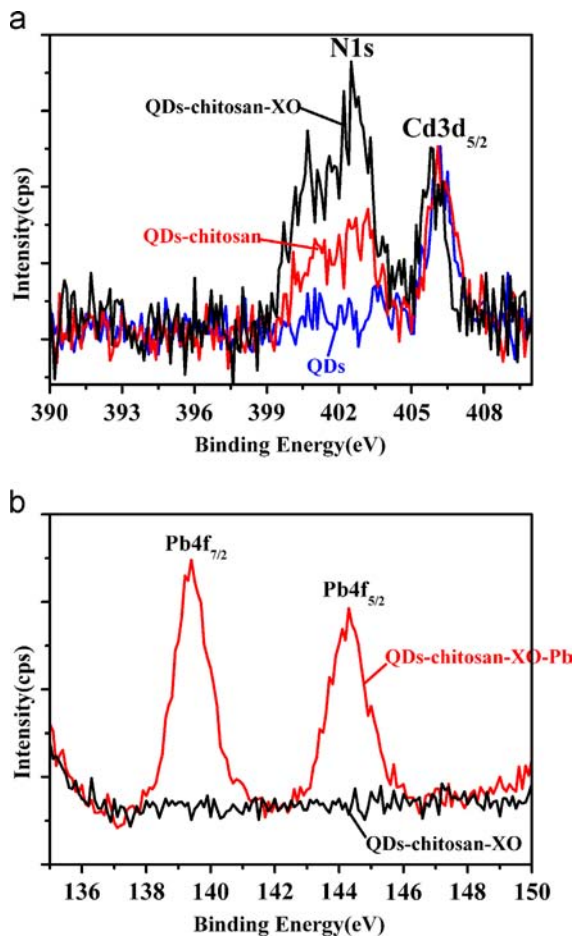 a
N1s
QDs-chitosan-XO
Cd3d5/2
QDs-chitosan
QDs
Intensity(cps)
390 393 396 399 402 405 408
Binding Energy(eV)
b
Pb4f7/2
Pb4f5/2
QDs-chitosan-XO-Pb
QDs-chitosan-XO
Intensity(cps)
136 138 140 142 144 146 148 150
Binding Energy(eV)